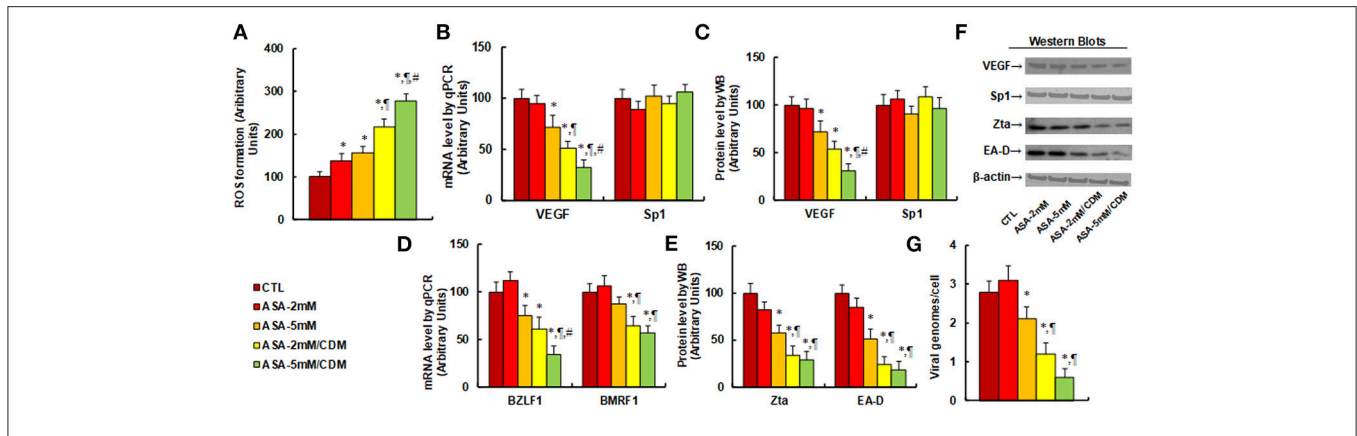 A
ROS formation (Aribitrary
Units)
400
300
200
100
0
*
*
*,¶
*,¶,#
B
mRNA level by qPCR
(Arbitrary Units)
150
100
50
0
*
*,¶
*,¶,#
VEGF
Sp1
C
Protein level by WB
(Arbitrary Units)
150
100
50
0
*
*
*,¶,#
VEGF
Sp1
F
Western Blots
VEGF→
Sp1→
Zta→
EA-D→
β-actin→
CTL
ASA-2mM
ASA-5mM
ASA-2mM/CDM
ASA-5mM/CDM
CTL
ASA-2mM
ASA-5mM
ASA-2mM/CDM
ASA-5mM/CDM
D
mRNA level by qPCR
(Arbitrary Units)
150
100
50
0
*
*
*,¶,#
*,¶
*,¶
BZLF1
BMRF1
E
Protein level by WB
(Arbitrary Units)
150
100
50
0
*
*,¶
*,¶
*
*,¶
*,¶
Zta
EA-D
G
Viral genomes/cell
4
3
2
1
0
*
*,¶
*,¶